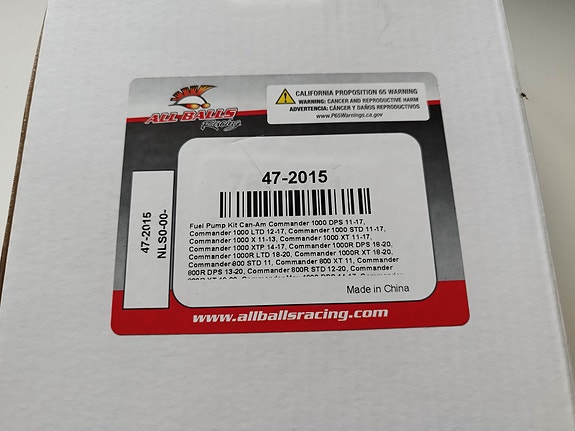 ALL BALLS
Racing
CALIFORNIA PROPOSITION 65 WARNING
WARNING: CANCER AND REPRODUCTIVE HARM
ADVERTENCIA: CÁNCER Y DAÑOS REPRODUCTIVOS
www.P65Warnings.ca.gov
47-2015
NLS0-00-
47-2015
Fuel Pump Kit Can-Am Commander 1000 DPS 11-17,
Commander 1000 LTD 12-17, Commander 1000 STD 11-17,
Commander 1000 X 11-13, Commander 1000 XT 11-17,
Commander 1000 XTP 14-17, Commander 1000R DPS 18-20,
Commander 1000R LTD 18-20, Commander 1000R XT 18-20,
Commander 800 STD 11, Commander 800 XT 11, Commander
800R DPS 13-20, Commander 800R STD 12-20, Commander
Made in China
www.allballsracing.com